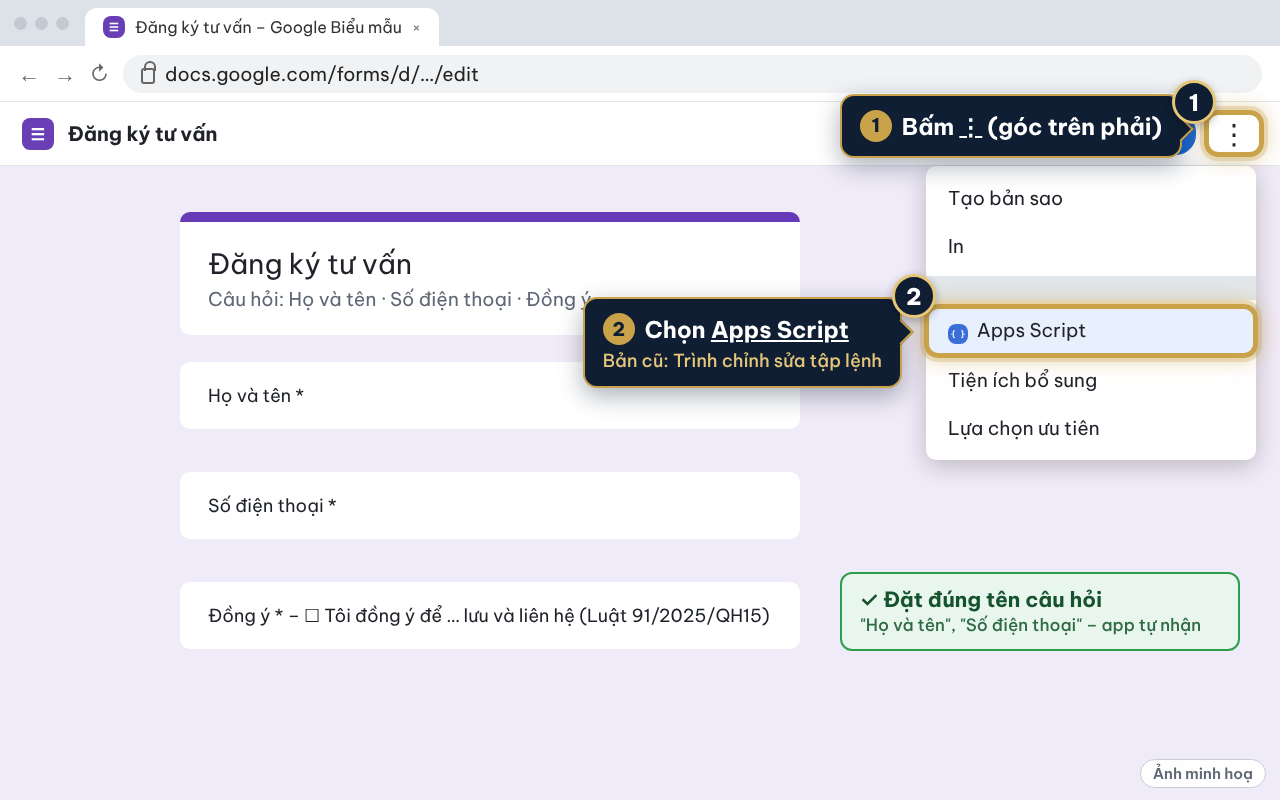 Đăng ký tư vấn – Google Biểu mẫu ×
docs.google.com/forms/d/.../edit
Đăng ký tư vấn
1 Bấm ⋮ (góc trên phải)
1
⋮
Tạo bản sao
In
Đăng ký tư vấn
Câu hỏi: Họ và tên · Số điện thoại · Đồng ý
2
2 Chọn Apps Script
Bản cũ: Trình chỉnh sửa tập lệnh
Apps Script
Tiện ích bổ sung
Lựa chọn ưu tiên
Họ và tên *
Số điện thoại *
Đồng ý * – ☐ Tôi đồng ý để ... lưu và liên hệ (Luật 91/2025/QH15)
✓ Đặt đúng tên câu hỏi
"Họ và tên", "Số điện thoại" – app tự nhận
Ảnh minh hoạ